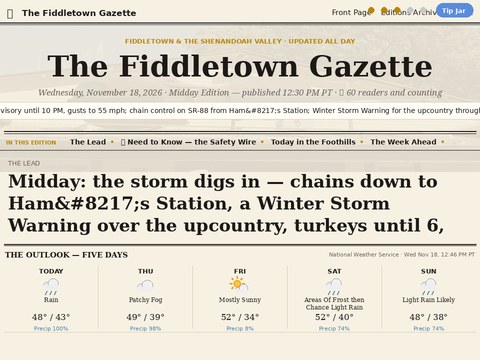 The Fiddletown Gazette
Front Page Editions Archiv
Tip Jar
FIDDLETOWN & THE SHENANDOAH VALLEY · UPDATED ALL DAY
The Fiddletown Gazette
Wednesday, November 18, 2026 · Midday Edition — published 12:30 PM PT · 60 readers and counting
visory until 10 PM, gusts to 55 mph; chain control on SR-88 from Ham&#8217;s Station; Winter Storm Warning for the upcountry throug
IN THIS EDITION The Lead • Need to Know — the Safety Wire • Today in the Foothills • The Week Ahead •
THE LEAD
Midday: the storm digs in — chains down to
Ham&#8217;s Station, a Winter Storm
Warning over the upcountry, turkeys until 6,
THE OUTLOOK — FIVE DAYS
National Weather Service · Wed Nov 18, 12:46 PM PT
TODAY THU FRI SAT SUN
Rain Patchy Fog Mostly Sunny Areas Of Frost then Light Rain Likely
Chance Light Rain
48° / 43° 49° / 39° 52° / 34° 52° / 40° 48° / 38°
Precip 100% Precip 98% Precip 8% Precip 74% Precip 74%